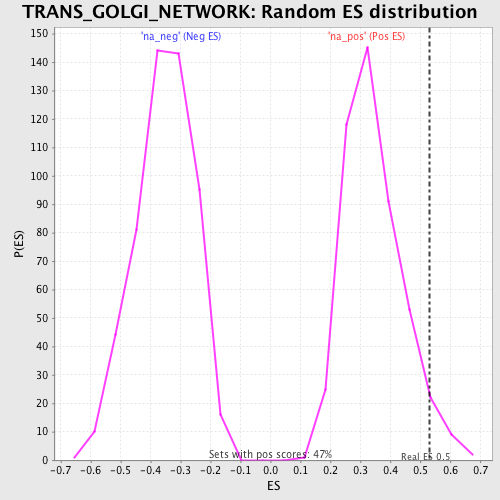 TRANS_GOLGI_NETWORK: Random ES distribution
'na_neg' (Neg ES)
'na_pos' (Pos ES)
P(ES)
150
140
130
120
110
100
90
80
70
60
50
40
30
20
10
0
Sets with pos scores: 47%
Real ES 0.5
-0.7 -0.6 -0.5 -0.4 -0.3 -0.2 -0.1 0.0 0.1 0.2 0.3 0.4 0.5 0.6 0.7
ES